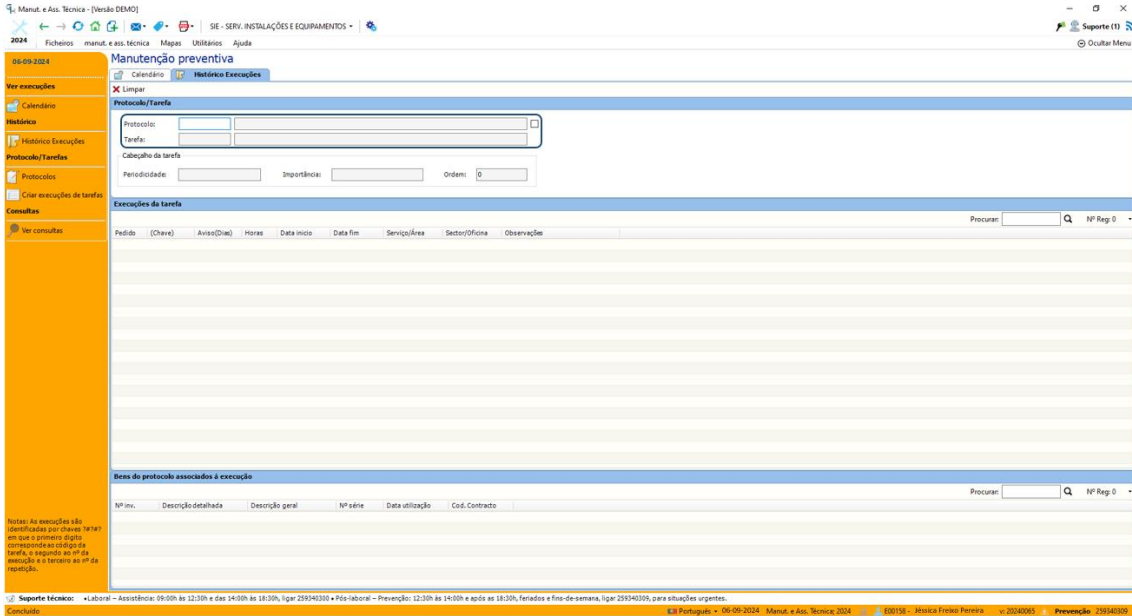 Manut. e Ass. Técnica - [Versão DEMO]
SIE - SERV. INSTALAÇÕES E EQUIPAMENTOS
Suporte (1)
2024 Ficheiros manut. e ass. técnica Mapas Utilitários Ajuda
Ocultar Menu
06-09-2024
Ver execuções
Calendário
Histórico
Histórico Execuções
Protocolo/Tarefas
Protocolos
Criar execuções de tarefas
Consultas
Ver consultas
Notas: As execuções são
identificadas por chaves ?#?#?
em que o primeiro digito
corresponde ao código da
tarefa, o segundo ao nº da
execução e o terceiro ao nº da
repetição.
Manutenção preventiva
Calendário Histórico Execuções
Limpar
Protocolo/Tarefa
Protocolo:
Tarefa:
Cabeçalho da tarefa
Periodicidade: Importância: Ordem: 0
Execuções da tarefa
Procurar: Nº Reg: 0
Pedido (Chave) Aviso(Dias) Horas Data inicio Data fim Serviço/Área Sector/Oficina Observações
Bens do protocolo associados á execução
Procurar: Nº Reg: 0
Nº inv. Descrição detalhada Descrição geral Nº série Data utilização Cod. Contracto
Suporte técnico: •Laboral – Assistência: 09:00h às 12:30h e das 14:00h às 18:30h, ligar 259340300 • Pós-laboral – Prevenção: 12:30h às 14:00h e após as 18:30h, feriados e fins-de-semana, ligar 259340309, para situações urgentes.
Concluído Português 06-09-2024 Manut. e Ass. Técnica; 2024 E00158 - Jéssica Freixo Pereira v: 20240065 Prevenção 259340309